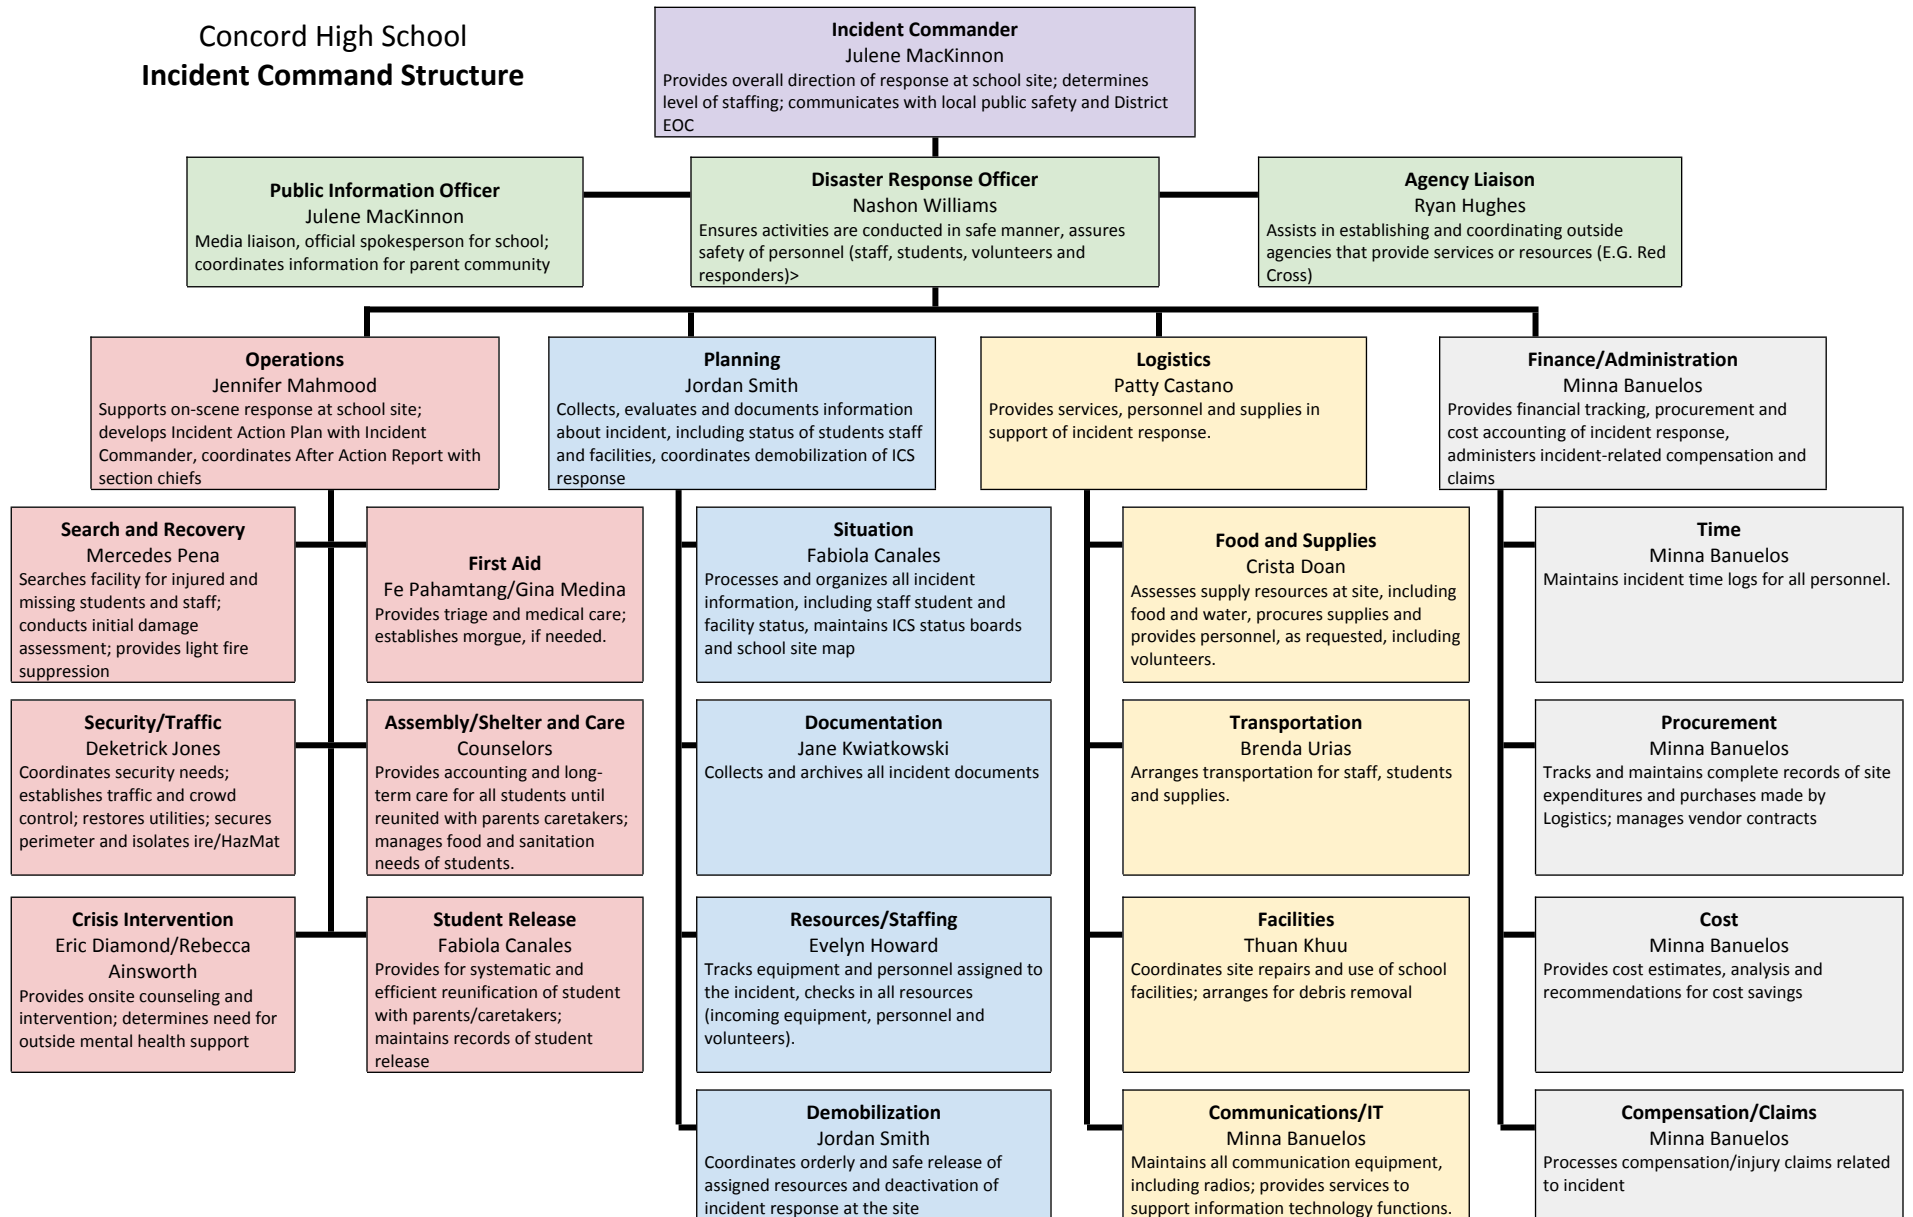 Concord High School
Incident Command Structure
Incident Commander
Julene MacKinnon
Provides overall direction of response at school site; determines
level of staffing; communicates with local public safety and District
EOC
Public Information Officer
Julene MacKinnon
Media liaison, official spokesperson for school;
coordinates information for parent community
Disaster Response Officer
Nashon Williams
Ensures activities are conducted in safe manner, assures
safety of personnel (staff, students, volunteers and
responders)>
Agency Liaison
Ryan Hughes
Assists in establishing and coordinating outside
agencies that provide services or resources (E.G. Red
Cross)
Operations
Jennifer Mahmood
Supports on-scene response at school site;
develops Incident Action Plan with Incident
Commander, coordinates After Action Report with
section chiefs
Planning
Jordan Smith
Collects, evaluates and documents information
about incident, including status of students staff
and facilities, coordinates demobilization of ICS
response
Logistics
Patty Castano
Provides services, personnel and supplies in
support of incident response.
Finance/Administration
Minna Banuelos
Provides financial tracking, procurement and
cost accounting of incident response,
administers incident-related compensation and
claims
Search and Recovery
Mercedes Pena
Searches facility for injured and
missing students and staff;
conducts initial damage
assessment; provides light fire
suppression
First Aid
Fe Pahamtang/Gina Medina
Provides triage and medical care;
establishes morgue, if needed.
Situation
Fabiola Canales
Processes and organizes all incident
information, including staff student and
facility status, maintains ICS status boards
and school site map
Food and Supplies
Crista Doan
Assesses supply resources at site, including
food and water, procures supplies and
provides personnel, as requested, including
volunteers.
Time
Minna Banuelos
Maintains incident time logs for all personnel.
Security/Traffic
Deketrick Jones
Coordinates security needs;
establishes traffic and crowd
control; restores utilities; secures
perimeter and isolates ire/HazMat
Assembly/Shelter and Care
Counselors
Provides accounting and long-
term care for all students until
reunited with parents caretakers;
manages food and sanitation
needs of students.
Documentation
Jane Kwiatkowski
Collects and archives all incident documents
Transportation
Brenda Urias
Arranges transportation for staff, students
and supplies.
Procurement
Minna Banuelos
Tracks and maintains complete records of site
expenditures and purchases made by
Logistics; manages vendor contracts
Crisis Intervention
Eric Diamond/Rebecca
Ainsworth
Provides onsite counseling and
intervention; determines need for
outside mental health support
Student Release
Fabiola Canales
Provides for systematic and
efficient reunification of student
with parents/caretakers;
maintains records of student
release
Resources/Staffing
Evelyn Howard
Tracks equipment and personnel assigned to
the incident, checks in all resources
(incoming equipment, personnel and
volunteers).
Facilities
Thuan Khuu
Coordinates site repairs and use of school
facilities; arranges for debris removal
Cost
Minna Banuelos
Provides cost estimates, analysis and
recommendations for cost savings
Demobilization
Jordan Smith
Coordinates orderly and safe release of
assigned resources and deactivation of
incident response at the site
Communications/IT
Minna Banuelos
Maintains all communication equipment,
including radios; provides services to
support information technology functions.
Compensation/Claims
Minna Banuelos
Processes compensation/injury claims related
to incident